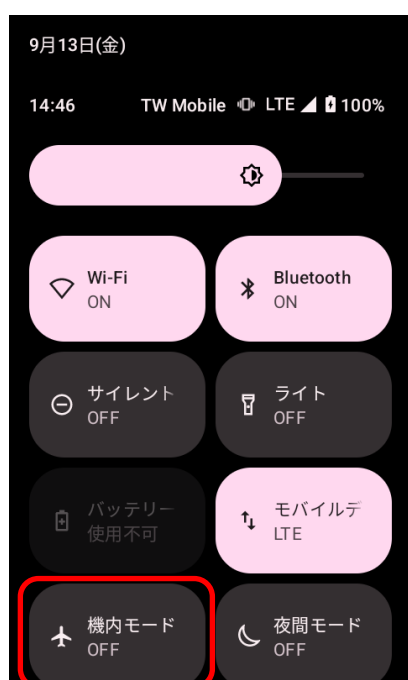 9月13日(金)
14:46 TW Mobile LTE 100%
Wi-Fi
ON
Bluetooth
ON
サイレント
OFF
ライト
OFF
バッテリー
使用不可
モバイルデ
LTE
機内モード
OFF
夜間モード
OFF